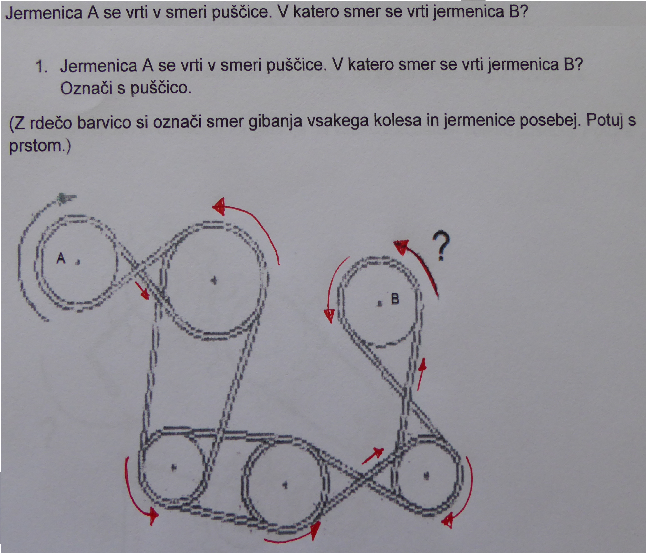 Jermenica A se vrti v smeri puščice. V katero smer se vrti jermenica B?
1. Jermenica A se vrti v smeri puščice. V katero smer se vrti jermenica B?
Označi s puščico.
(Z rdečo barvico si označi smer gibanja vsakega kolesa in jermenice posebej. Potuj s
prstom.)
A
?
B